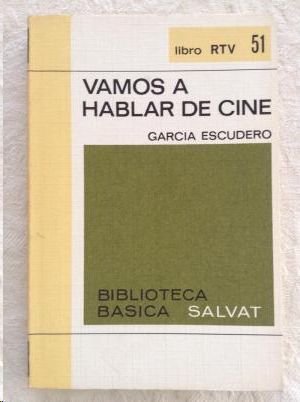 libro RTV 51
VAMOS A
HABLAR DE CINE
GARCIA ESCUDERO
BIBLIOTECA
BASICA SALVAT